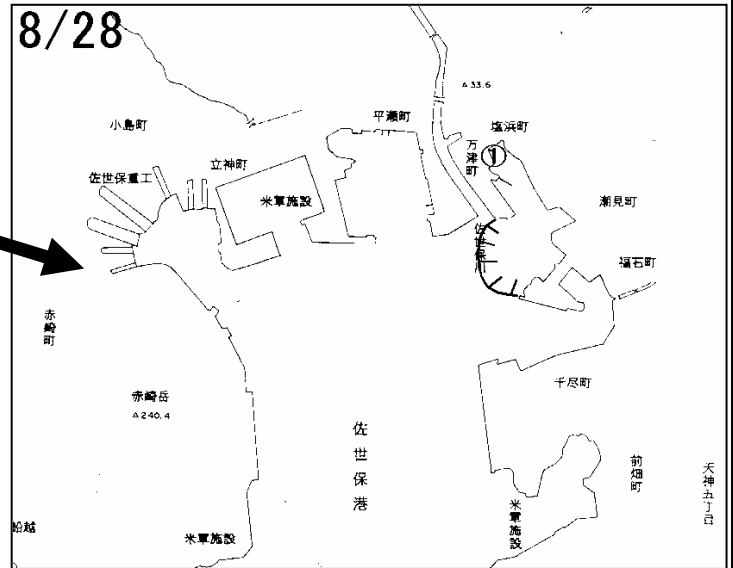 8/28
△33.6
小島町
平瀬町
塩浜町
万津町
①
立神町
佐世保重工
米軍施設
潮見町
佐世保川
福石町
赤崎町
千尽町
赤崎岳
△240.4
佐世保港
前畑町
天神五丁目
米軍施設
船越
米軍施設